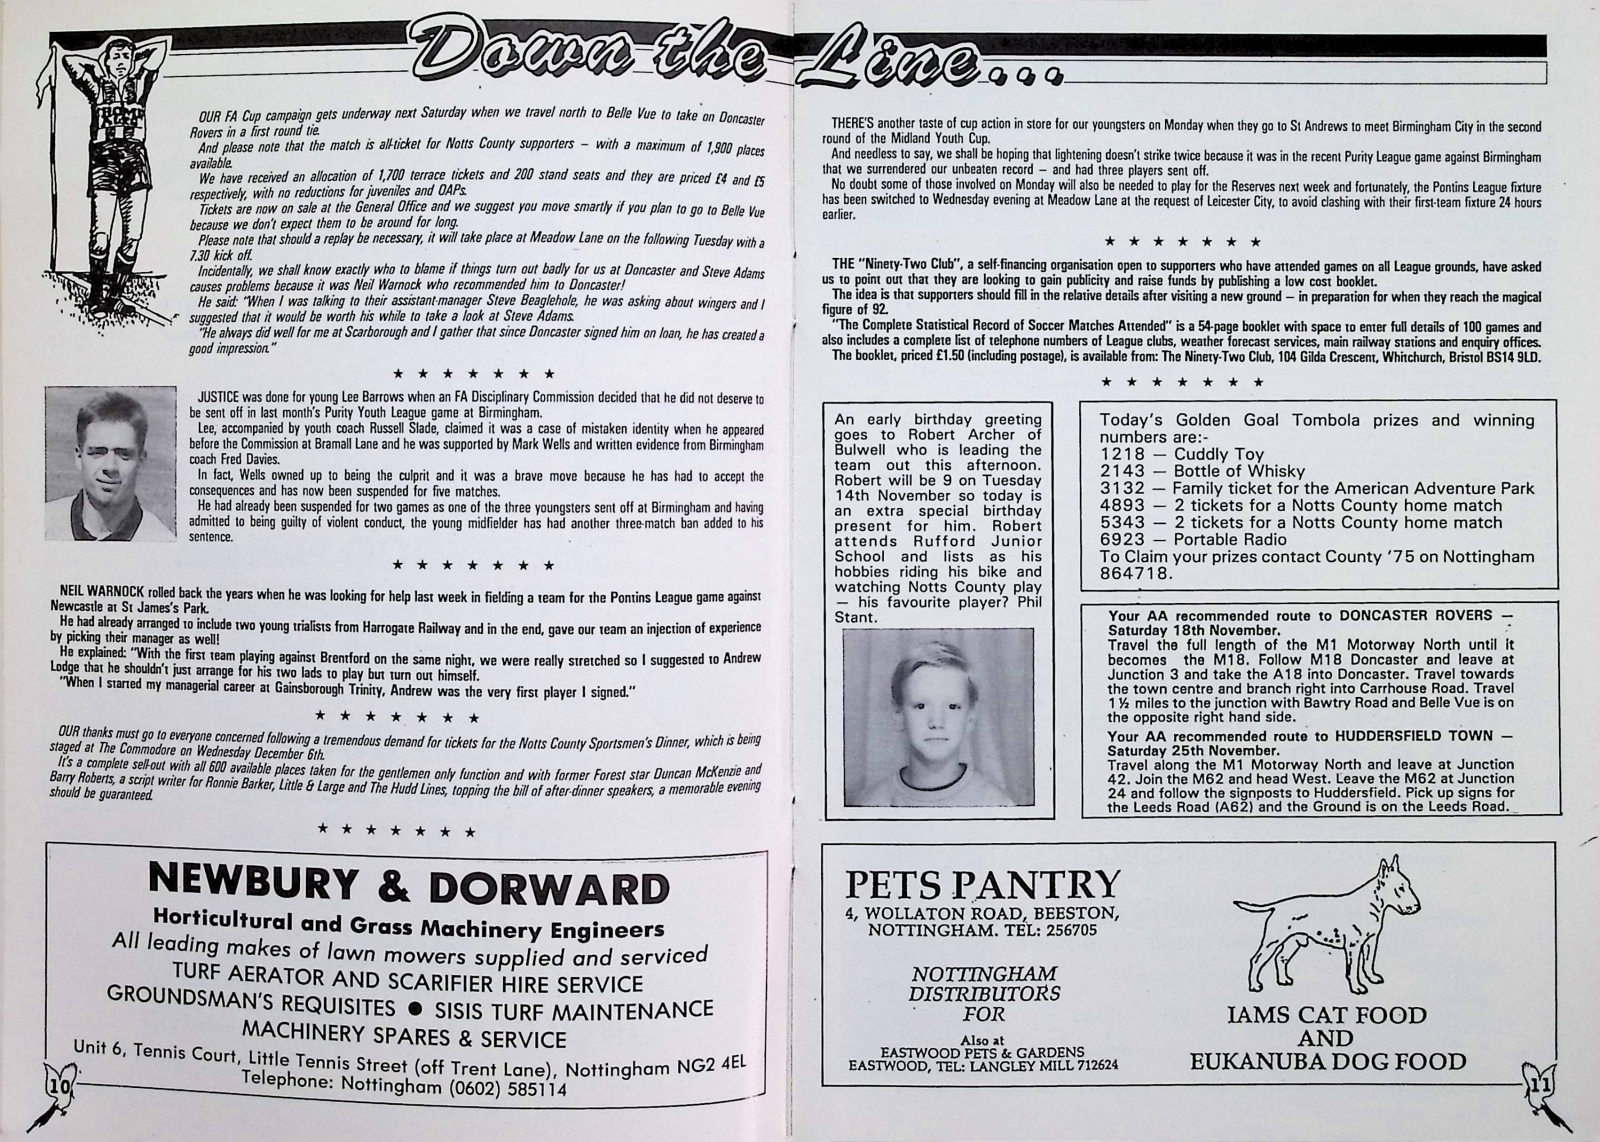 Down the Line...
HOME
ALES
OUR FA Cup campaign gets underway next Saturday when we travel north to Belle Vue to take on Doncaster
Rovers in a first round tie.
And please note that the match is all-ticket for Notts County supporters – with a maximum of 1,900 places
available.
We have received an allocation of 1,700 terrace tickets and 200 stand seats and they are priced £4 and £5
respectively, with no reductions for juveniles and OAPs.
Tickets are now on sale at the General Office and we suggest you move smartly if you plan to go to Belle Vue
because we don't expect them to be around for long.
Please note that should a replay be necessary, it will take place at Meadow Lane on the following Tuesday with a
7.30 kick off.
Incidentally, we shall know exactly who to blame if things turn out badly for us at Doncaster and Steve Adams
causes problems because it was Neil Warnock who recommended him to Doncaster!
He said: "When I was talking to their assistant-manager Steve Beaglehole, he was asking about wingers and I
suggested that it would be worth his while to take a look at Steve Adams.
"He always did well for me at Scarborough and I gather that since Doncaster signed him on loan, he has created a
good impression."
★ ★ ★ ★ ★ ★ ★
JUSTICE was done for young Lee Barrows when an FA Disciplinary Commission decided that he did not deserve to
be sent off in last month's Purity Youth League game at Birmingham.
Lee, accompanied by youth coach Russell Slade, claimed it was a case of mistaken identity when he appeared
before the Commission at Bramall Lane and he was supported by Mark Wells and written evidence from Birmingham
coach Fred Davies.
In fact, Wells owned up to being the culprit and it was a brave move because he has had to accept the
consequences and has now been suspended for five matches.
He had already been suspended for two games as one of the three youngsters sent off at Birmingham and having
admitted to being guilty of violent conduct, the young midfielder has had another three-match ban added to his
sentence.
★ ★ ★ ★ ★ ★ ★
NEIL WARNOCK rolled back the years when he was looking for help last week in fielding a team for the Pontins League game against
Newcastle at St James's Park.
He had already arranged to include two young trialists from Harrogate Railway and in the end, gave our team an injection of experience
by picking their manager as well!
He explained: "With the first team playing against Brentford on the same night, we were really stretched so I suggested to Andrew
Lodge that he shouldn't just arrange for his two lads to play but turn out himself.
"When I started my managerial career at Gainsborough Trinity, Andrew was the very first player I signed."
★ ★ ★ ★ ★ ★ ★
OUR thanks must go to everyone concerned following a tremendous demand for tickets for the Notts County Sportsmen's Dinner, which is being
staged at The Commodore on Wednesday December 6th.
It's a complete sell-out with all 600 available places taken for the gentlemen only function and with former Forest star Duncan McKenzie and
Barry Roberts, a script writer for Ronnie Barker, Little & Large and The Hudd Lines, topping the bill of after-dinner speakers, a memorable evening
should be guaranteed.
★ ★ ★ ★ ★ ★ ★
NEWBURY & DORWARD
Horticultural and Grass Machinery Engineers
All leading makes of lawn mowers supplied and serviced
TURF AERATOR AND SCARIFIER HIRE SERVICE
GROUNDSMAN'S REQUISITES ● SISIS TURF MAINTENANCE
MACHINERY SPARES & SERVICE
Unit 6, Tennis Court, Little Tennis Street (off Trent Lane), Nottingham NG2 4EL
Telephone: Nottingham (0602) 585114
10
THERE'S another taste of cup action in store for our youngsters on Monday when they go to St Andrews to meet Birmingham City in the second
round of the Midland Youth Cup.
And needless to say, we shall be hoping that lightening doesn't strike twice because it was in the recent Purity League game against Birmingham
that we surrendered our unbeaten record – and had three players sent off.
No doubt some of those involved on Monday will also be needed to play for the Reserves next week and fortunately, the Pontins League fixture
has been switched to Wednesday evening at Meadow Lane at the request of Leicester City, to avoid clashing with their first-team fixture 24 hours
earlier.
★ ★ ★ ★ ★ ★ ★
THE "Ninety-Two Club", a self-financing organisation open to supporters who have attended games on all League grounds, have asked
us to point out that they are looking to gain publicity and raise funds by publishing a low cost booklet.
The idea is that supporters should fill in the relative details after visiting a new ground – in preparation for when they reach the magical
figure of 92.
"The Complete Statistical Record of Soccer Matches Attended" is a 54-page booklet with space to enter full details of 100 games and
also includes a complete list of telephone numbers of League clubs, weather forecast services, main railway stations and enquiry offices.
The booklet, priced £1.50 (including postage), is available from: The Ninety-Two Club, 104 Gilda Crescent, Whitchurch, Bristol BS14 9LD.
★ ★ ★ ★ ★ ★ ★
An early birthday greeting
goes to Robert Archer of
Bulwell who is leading the
team out this afternoon.
Robert will be 9 on Tuesday
14th November so today is
an extra special birthday
present for him. Robert
attends Rufford Junior
School and lists as his
hobbies riding his bike and
watching Notts County play
— his favourite player? Phil
Stant.
Today's Golden Goal Tombola prizes and winning
numbers are:-
1218 — Cuddly Toy
2143 — Bottle of Whisky
3132 — Family ticket for the American Adventure Park
4893 — 2 tickets for a Notts County home match
5343 — 2 tickets for a Notts County home match
6923 — Portable Radio
To Claim your prizes contact County '75 on Nottingham
864718.
Your AA recommended route to DONCASTER ROVERS —
Saturday 18th November.
Travel the full length of the M1 Motorway North until it
becomes the M18. Follow M18 Doncaster and leave at
Junction 3 and take the A18 into Doncaster. Travel towards
the town centre and branch right into Carrhouse Road. Travel
1½ miles to the junction with Bawtry Road and Belle Vue is on
the opposite right hand side.
Your AA recommended route to HUDDERSFIELD TOWN —
Saturday 25th November.
Travel along the M1 Motorway North and leave at Junction
42. Join the M62 and head West. Leave the M62 at Junction
24 and follow the signposts to Huddersfield. Pick up signs for
the Leeds Road (A62) and the Ground is on the Leeds Road.
PETS PANTRY
4, WOLLATON ROAD, BEESTON,
NOTTINGHAM. TEL: 256705
NOTTINGHAM
DISTRIBUTORS
FOR
Also at
EASTWOOD PETS & GARDENS
EASTWOOD, TEL: LANGLEY MILL 712624
IAMS CAT FOOD
AND
EUKANUBA DOG FOOD
11